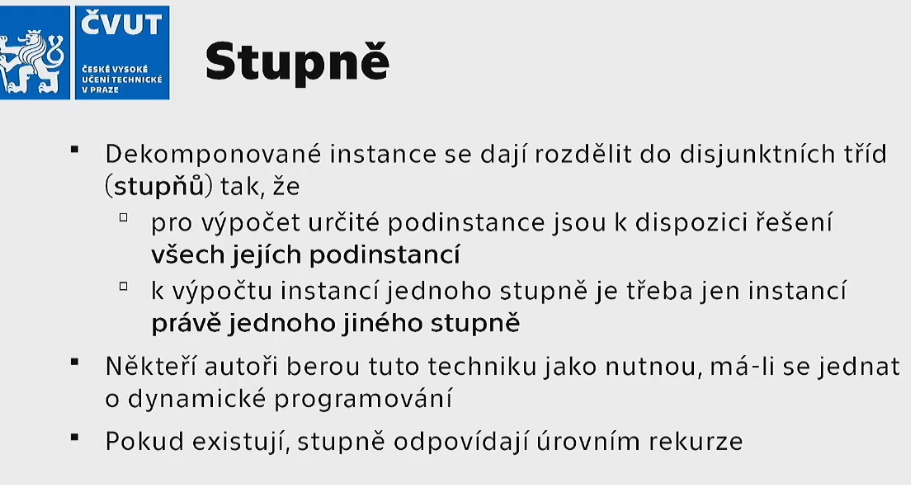 ČVUT
ČESKÉ VYSOKÉ
UČENÍ TECHNICKÉ
V PRAZE
Stupně
Dekomponované instance se dají rozdělit do disjunktních tříd
(stupňů) tak, že
pro výpočet určité podinstance jsou k dispozici řešení
všech jejích podinstancí
k výpočtu instancí jednoho stupně je třeba jen instancí
právě jednoho jiného stupně
Někteří autoři berou tuto techniku jako nutnou, má-li se jednat
o dynamické programování
Pokud existují, stupně odpovídají úrovním rekurze